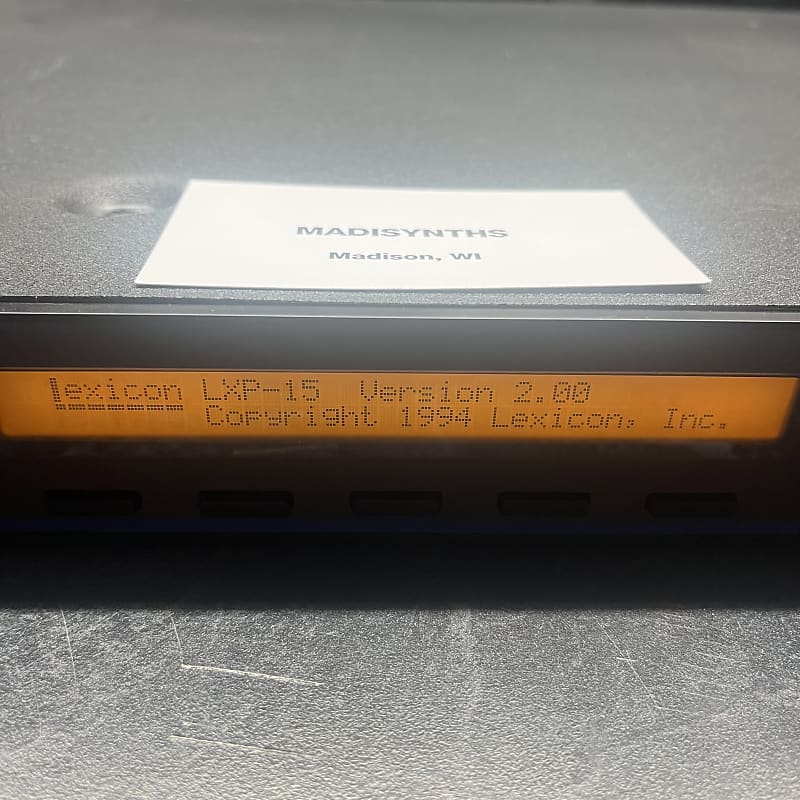 MADISYNTHS
Madison, WI
lexicon LXP-15 Version 2.00
Copyright 1994 Lexicon, Inc.